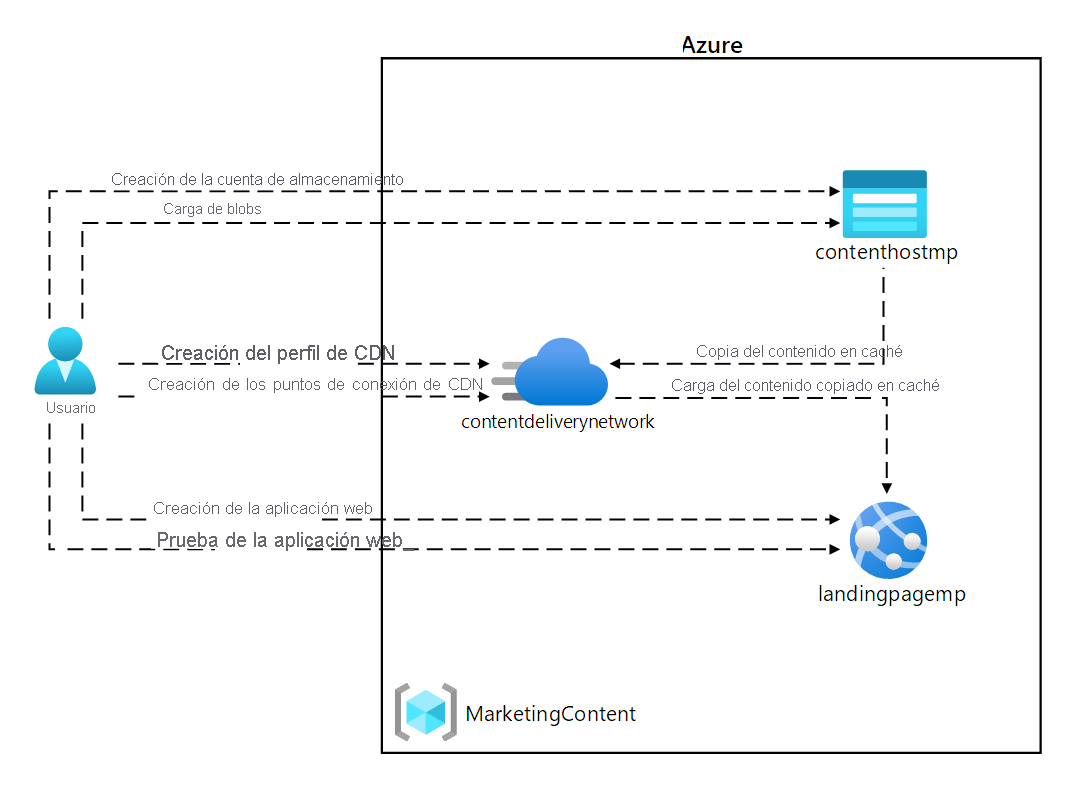 Azure
Creación de la cuenta de almacenamiento
Carga de blobs
contenthostmp
Creación del perfil de CDN
Copia del contenido en caché
Creación de los puntos de conexión de CDN
Carga del contenido copiado en caché
Usuario
contentdeliverynetwork
Creación de la aplicación web
Prueba de la aplicación web
landingpagemp
MarketingContent